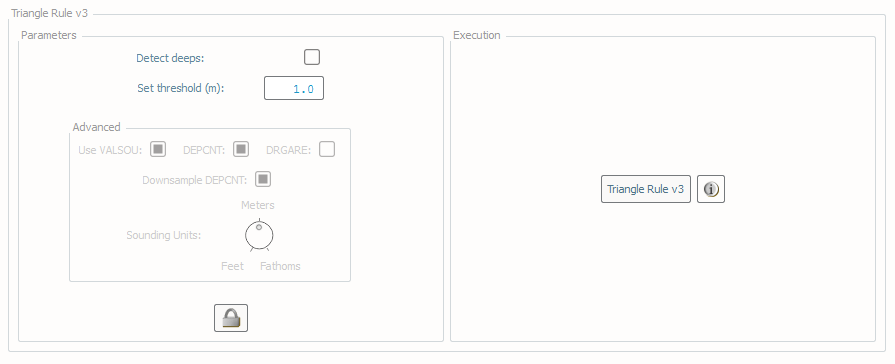 Triangle Rule v3
Parameters
Detect deeps:
Set threshold (m): 1.0
Advanced
Use VALSOU: DEPCNT: DRGARE:
Downsample DEPCNT:
Meters
Sounding Units:
Feet Fathoms
Execution
Triangle Rule v3